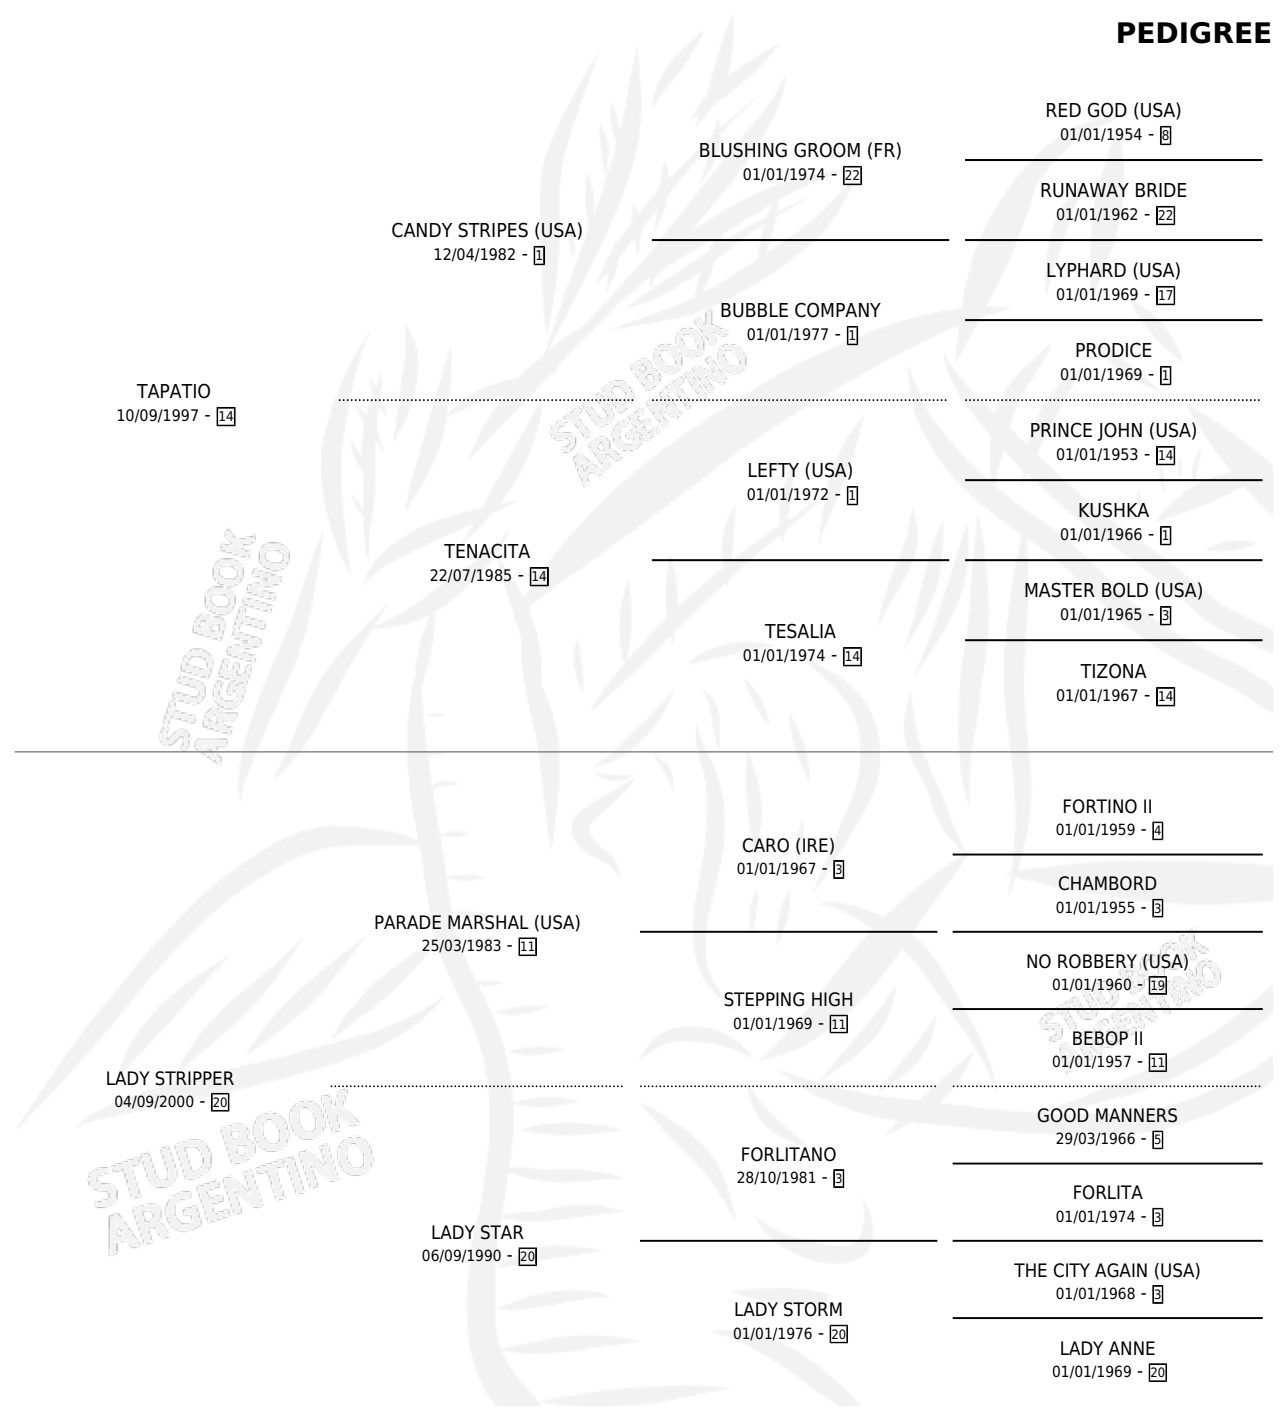 PEDIGREE
RED GOD (USA)
01/01/1954 - 8
BLUSHING GROOM (FR)
01/01/1974 - 22
RUNAWAY BRIDE
01/01/1962 - 22
CANDY STRIPES (USA)
12/04/1982 - 1
LYPHARD (USA)
01/01/1969 - 17
BUBBLE COMPANY
01/01/1977 - 1
PRODICE
01/01/1969 - 1
TAPATIO
10/09/1997 - 14
PRINCE JOHN (USA)
01/01/1953 - 14
LEFTY (USA)
01/01/1972 - 1
KUSHKA
01/01/1966 - 1
TENACITA
22/07/1985 - 14
MASTER BOLD (USA)
01/01/1965 - 3
TESALIA
01/01/1974 - 14
TIZONA
01/01/1967 - 14
FORTINO II
01/01/1959 - 4
CARO (IRE)
01/01/1967 - 3
CHAMBORD
01/01/1955 - 3
PARADE MARSHAL (USA)
25/03/1983 - 11
NO ROBBERY (USA)
01/01/1960 - 19
STEPPING HIGH
01/01/1969 - 11
BEBOP II
01/01/1957 - 11
LADY STRIPPER
04/09/2000 - 20
GOOD MANNERS
29/03/1966 - 5
FORLITANO
28/10/1981 - 3
FORLITA
01/01/1974 - 3
LADY STAR
06/09/1990 - 20
THE CITY AGAIN (USA)
01/01/1968 - 3
LADY STORM
01/01/1976 - 20
LADY ANNE
01/01/1969 - 20
STUD BOOK
ARGENTINO
STUD BOOK
ARGENTINO
STUD BOOK
ARGENTINO
STUD BOOK
ARGENTINO